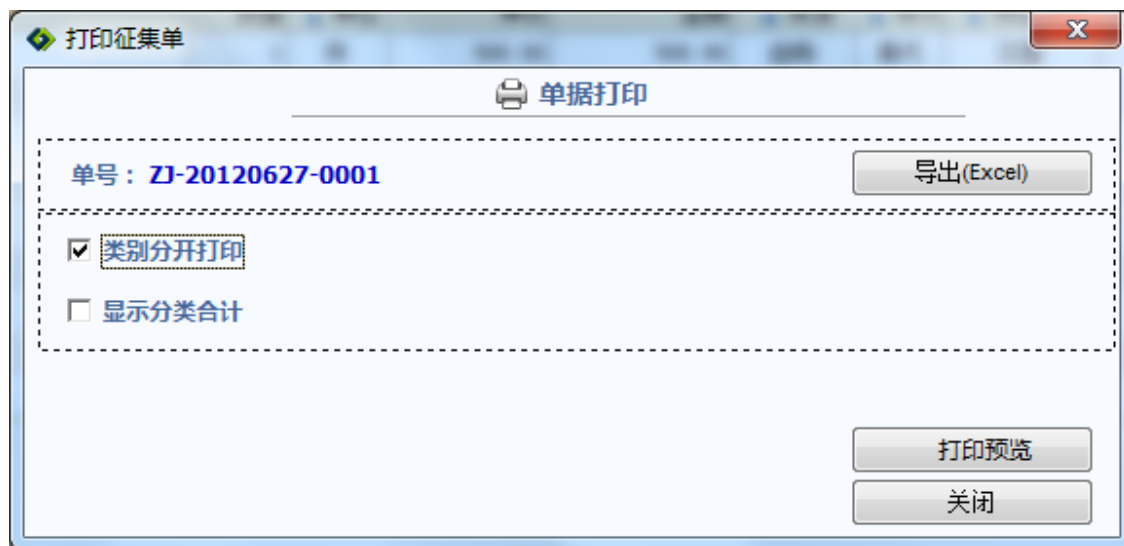 打印征集单
单据打印
单号：ZJ-20120627-0001
导出(Excel)
类别分开打印
显示分类合计
打印预览
关闭